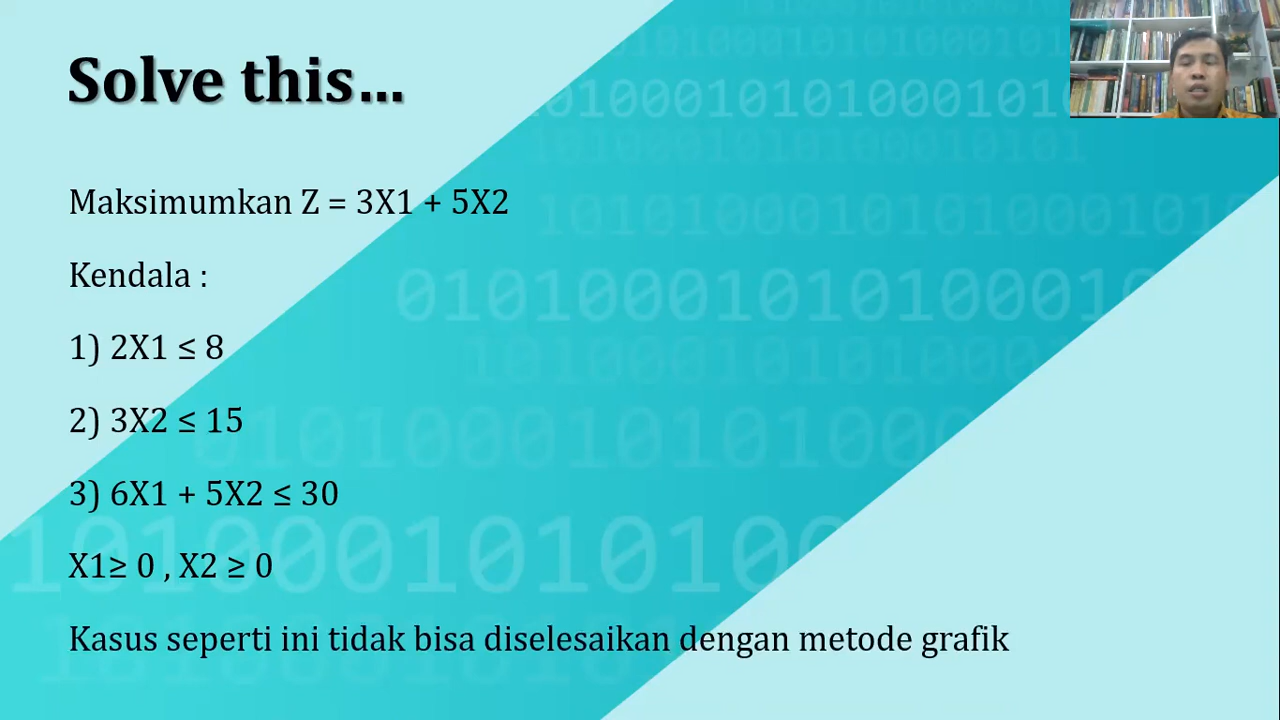 Solve this...
Maksimumkan Z = 3X1 + 5X2
Kendala :
1) 2X1 ≤ 8
2) 3X2 ≤ 15
3) 6X1 + 5X2 ≤ 30
X1≥ 0 , X2 ≥ 0
Kasus seperti ini tidak bisa diselesaikan dengan metode grafik